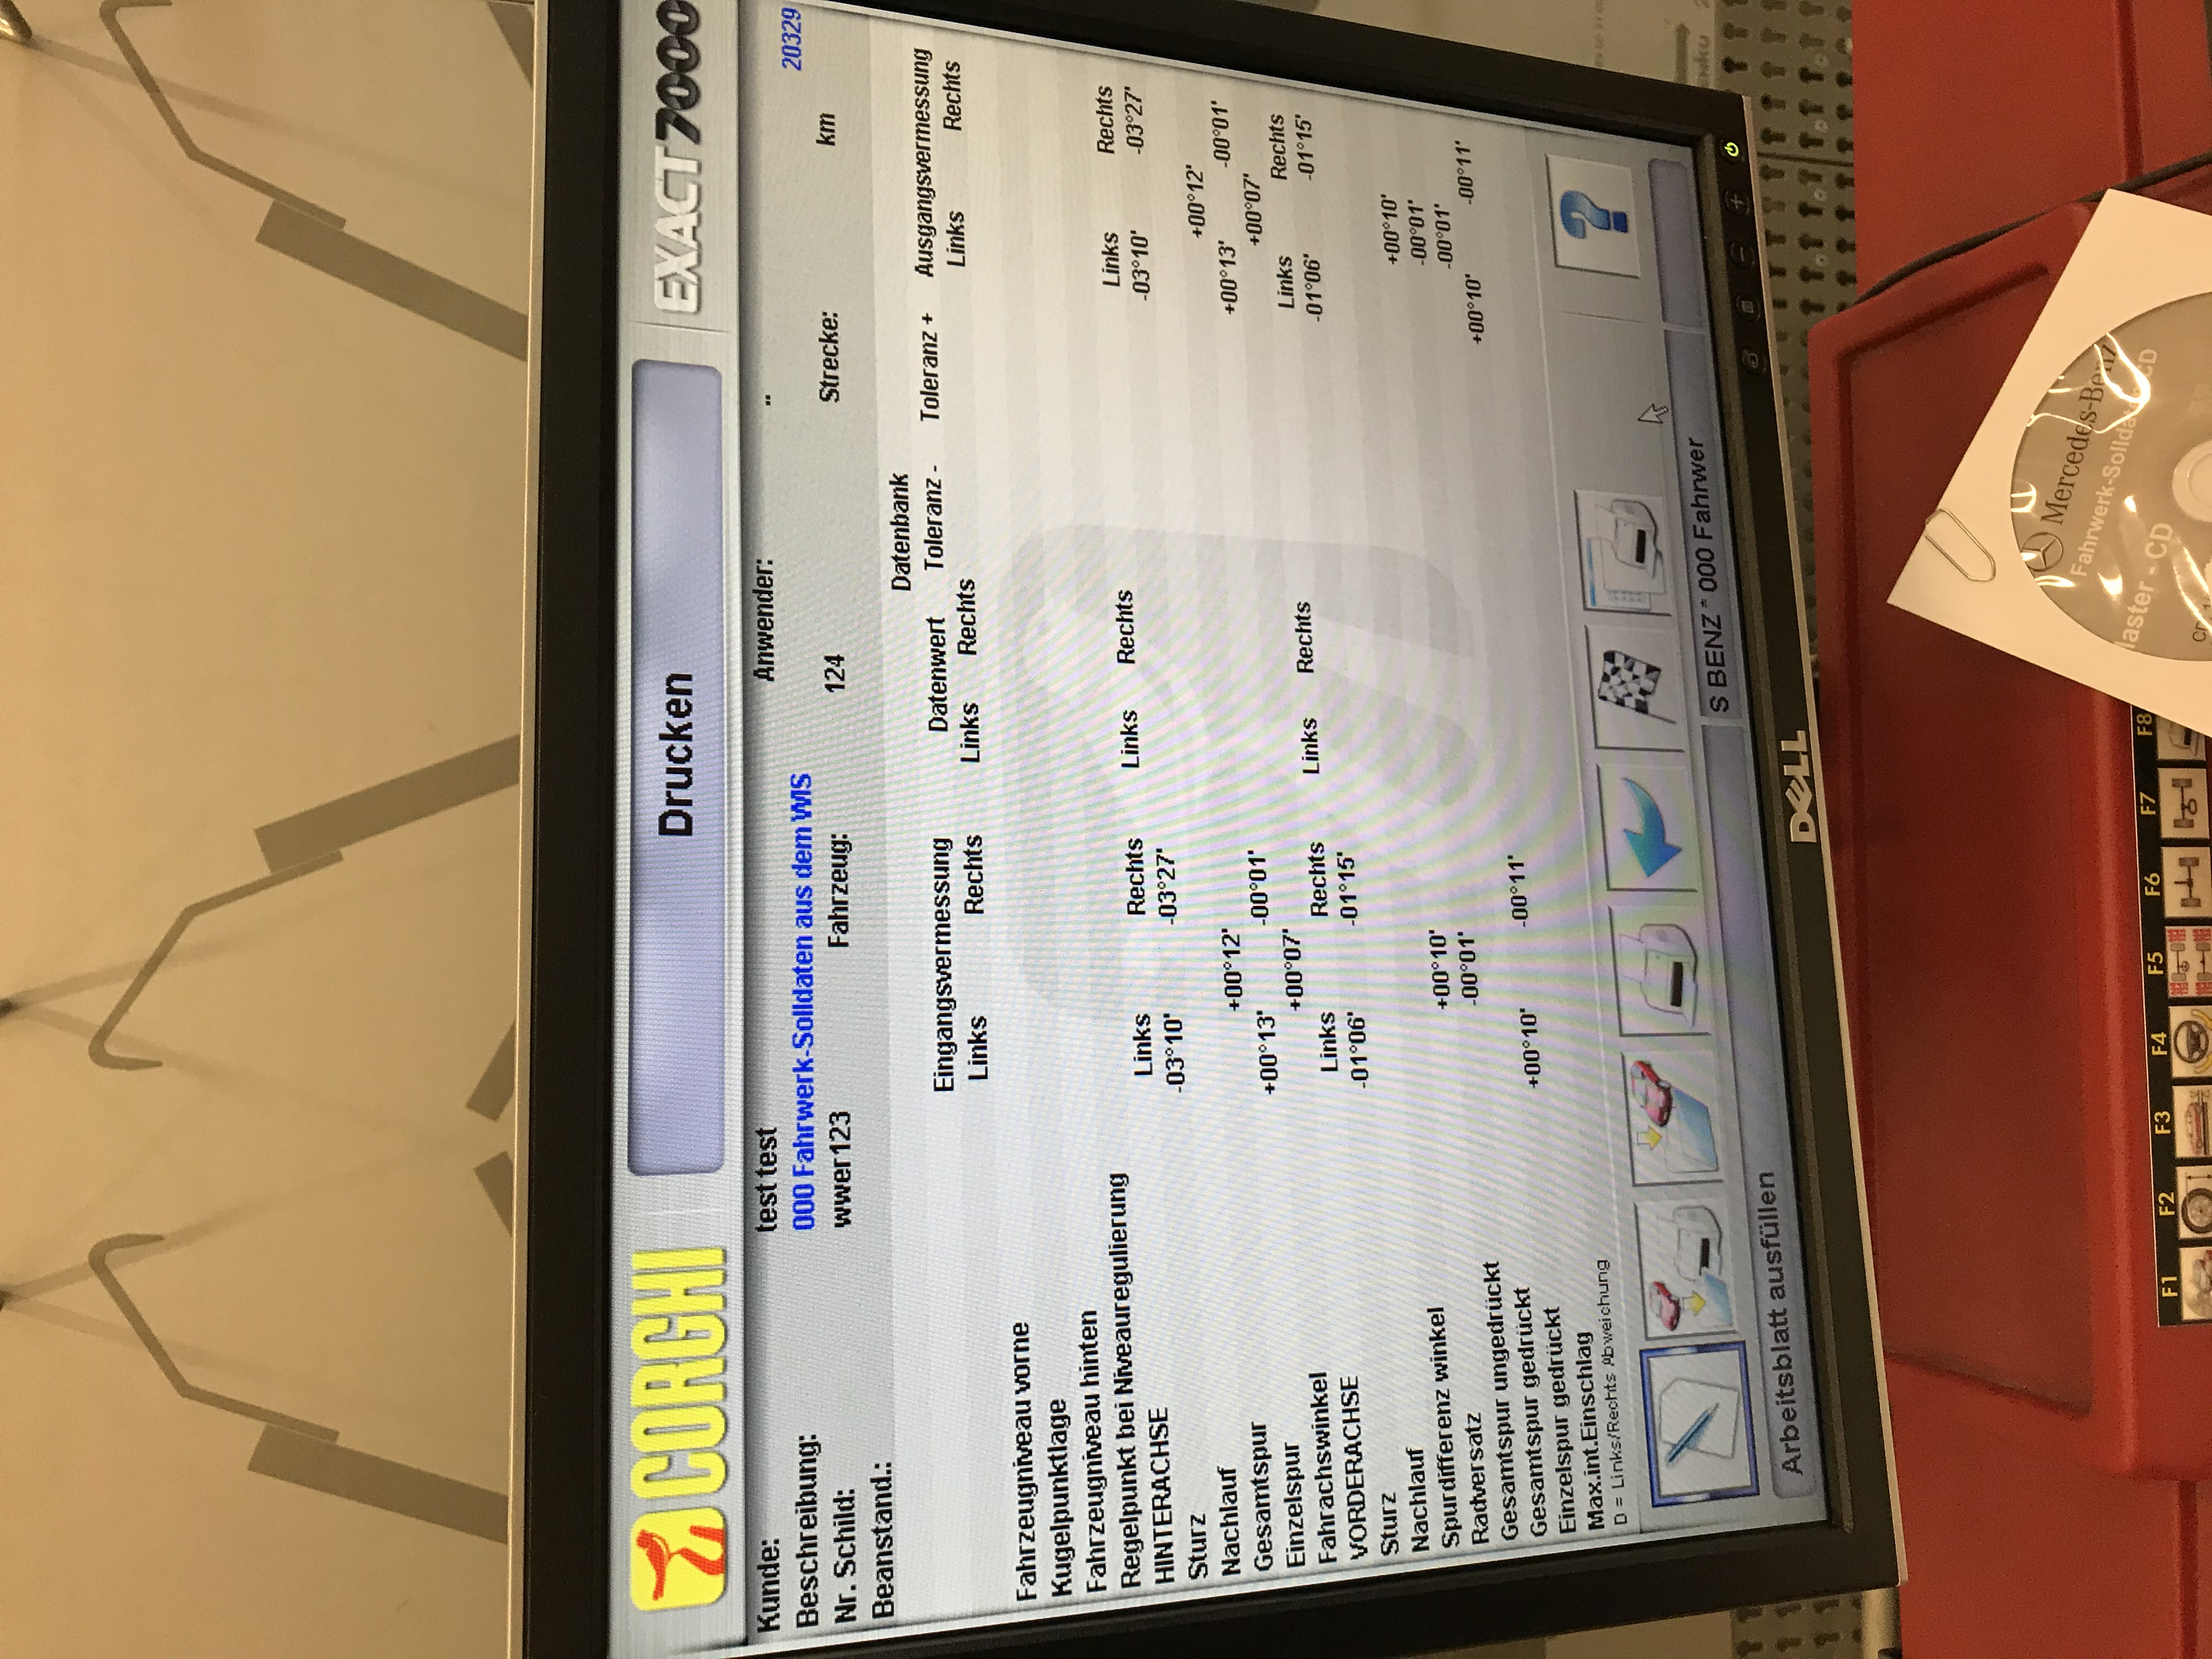 CORGHI
Drucken
EXACT 7000
Kunde: test test Anwender: ..
Beschreibung: 000 Fahrwerk-Solldaten aus dem WIS 20329
Nr. Schild: wwer123 Fahrzeug: 124 Strecke: km
Beanstand.:
Datenbank
Eingangsvermessung Datenwert Toleranz - Toleranz + Ausgangsvermessung
Links Rechts Links Rechts Links Rechts
Fahrzeugniveau vorne
Kugelpunktlage
Fahrzeugniveau hinten
Regelpunkt bei Niveauregulierung
HINTERACHSE Links Rechts Links Rechts Links Rechts
Sturz -03°10' -03°27' -03°10' -03°27'
Nachlauf
Gesamtspur +00°12' +00°12'
Einzelspur +00°13' -00°01' +00°13' -00°01'
Fahrachswinkel +00°07' +00°07'
VORDERACHSE Links Rechts Links Rechts Links Rechts
Sturz -01°06' -01°15' -01°06' -01°15'
Nachlauf
Spurdifferenz winkel
Radversatz +00°10' +00°10'
Gesamtspur ungedrückt -00°01' -00°01'
Gesamtspur gedrückt -00°01'
Einzelspur gedrückt +00°10' -00°11' +00°10' -00°11'
Max.int.Einschlag
D = Links/Rechts Abweichung
?
S BENZ * 000 Fahrwer
Arbeitsblatt ausfüllen
DELL
Mercedes-Benz
Fahrwerk-Solldaten CD
laster - CD
F1 F2 F3 F4 F5 F6 F7 F8